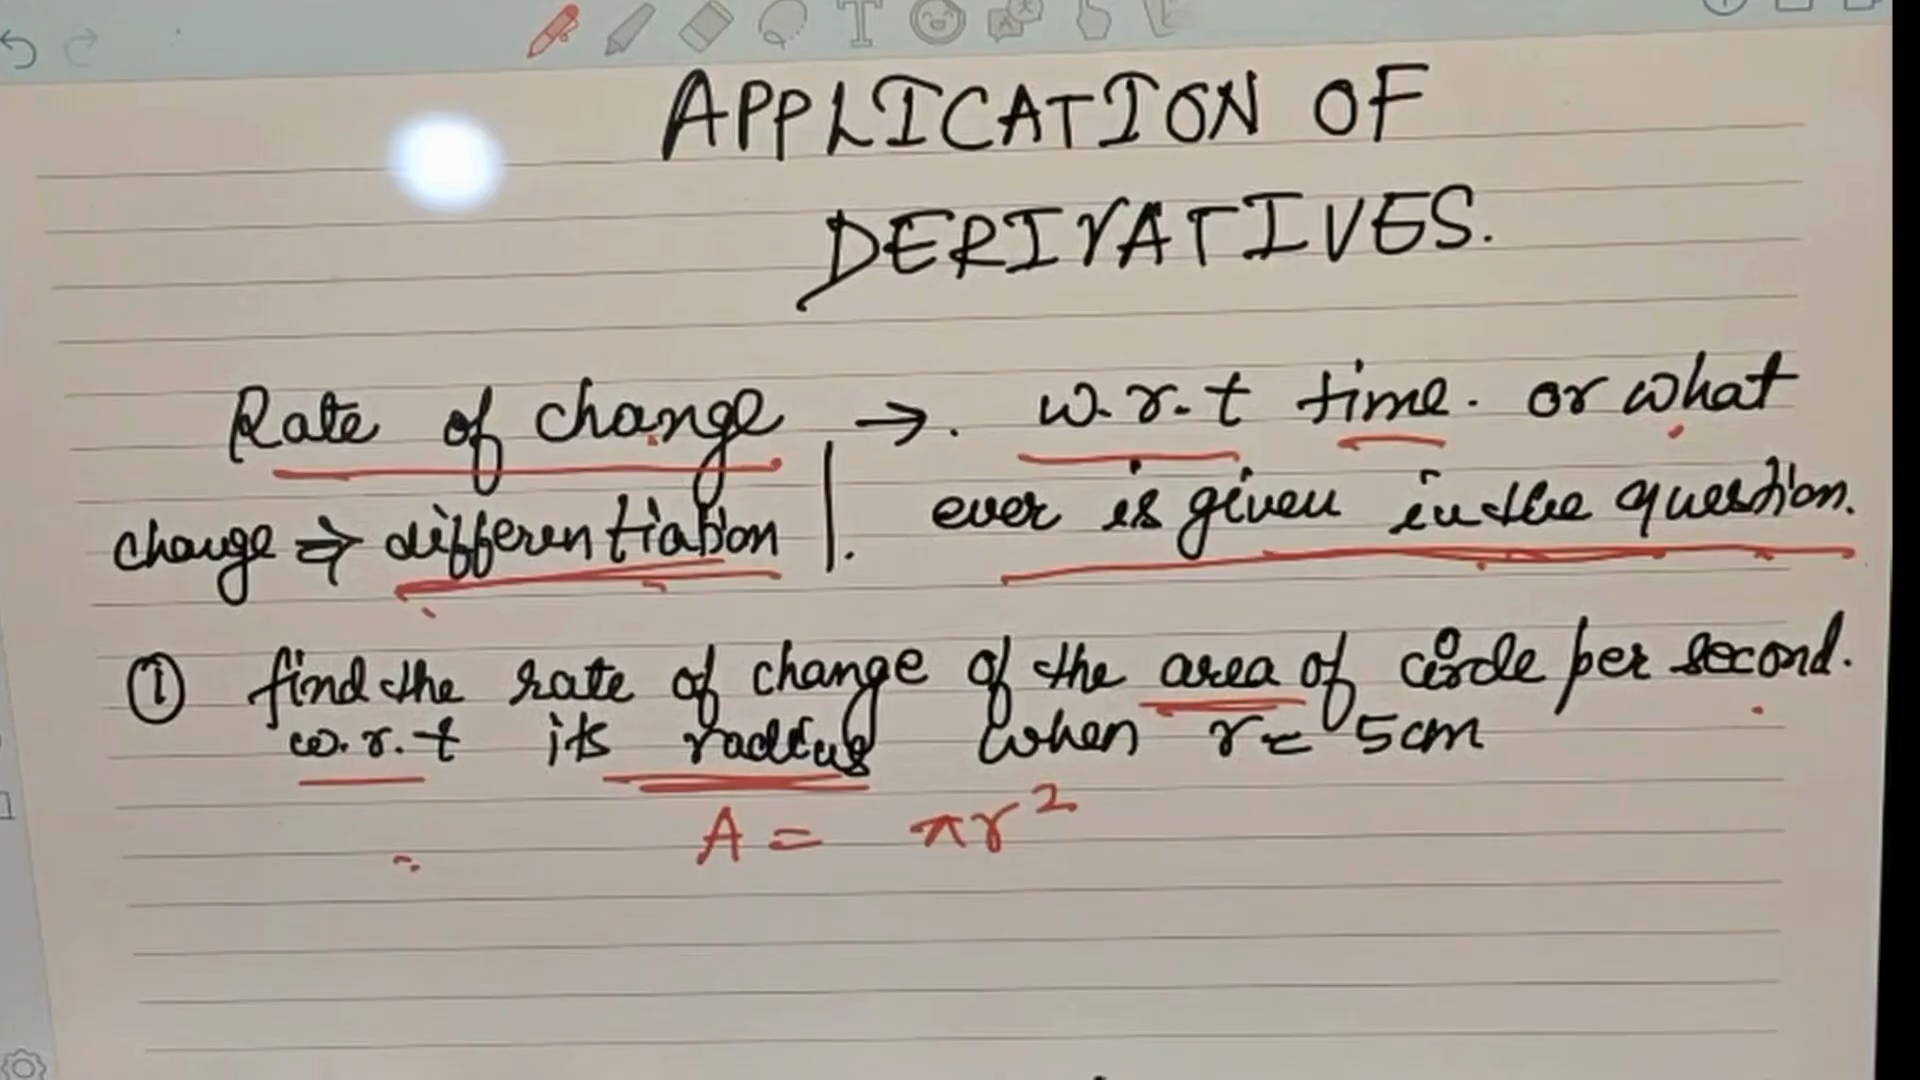 APPLICATION OF
DERIVATIVES.
Rate of change → . w.r.t time. or what
change ⇒ differentiation | . ever is given in the question.
① find the rate of change of the area of circle per second.
w.r.t its radius when r = 5cm
A = πr²